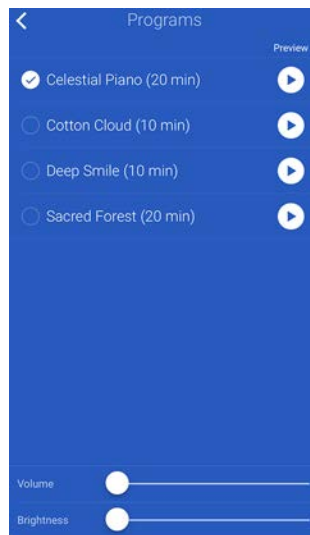 Programs
Preview
Celestial Piano (20 min)
Cotton Cloud (10 min)
Deep Smile (10 min)
Sacred Forest (20 min)
Volume
Brightness